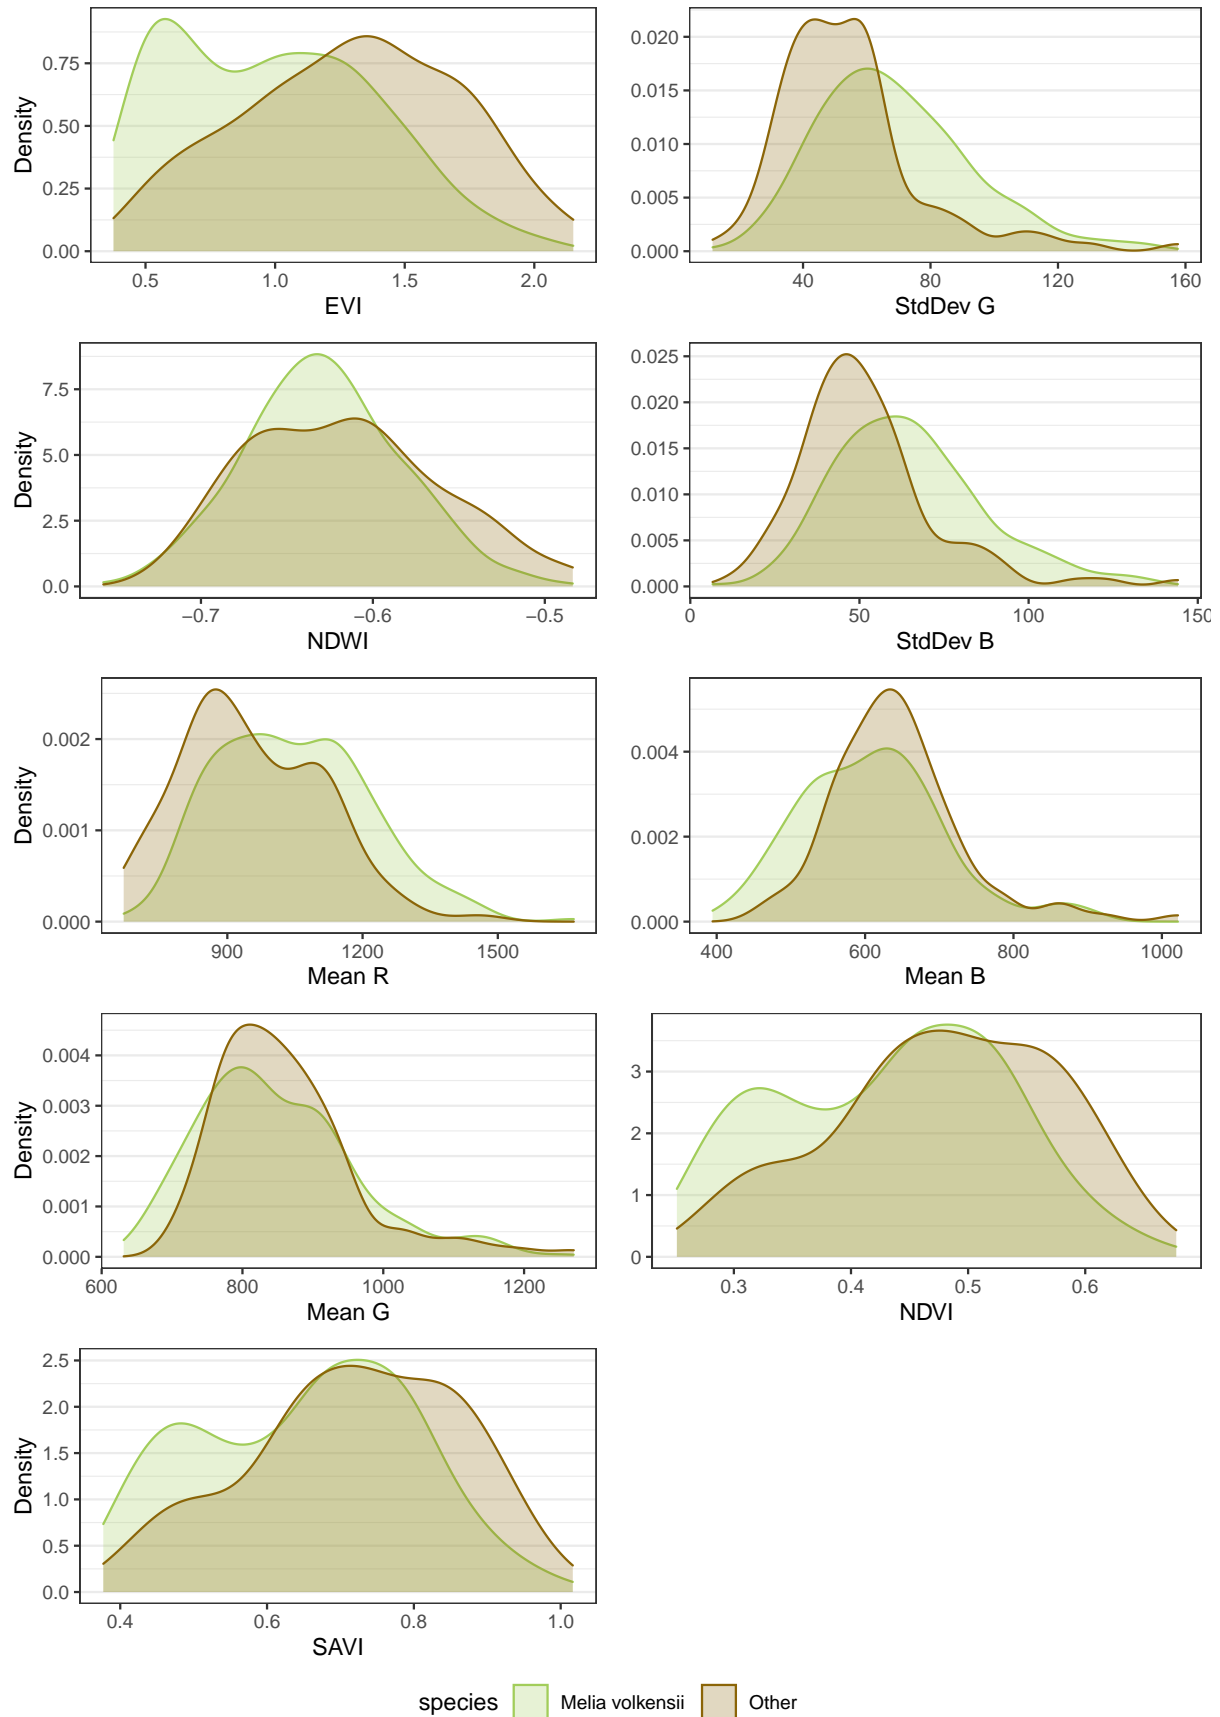 Density
0.75
0.50
0.25
0.00
0.5 1.0 1.5 2.0
EVI
0.020
0.015
0.010
0.005
0.000
40 80 120 160
StdDev G
Density
7.5
5.0
2.5
0.0
−0.7 −0.6 −0.5
NDWI
0.025
0.020
0.015
0.010
0.005
0.000
0 50 100 150
StdDev B
Density
0.002
0.001
0.000
900 1200 1500
Mean R
0.004
0.002
0.000
400 600 800 1000
Mean B
Density
0.004
0.003
0.002
0.001
0.000
600 800 1000 1200
Mean G
3
2
1
0
0.3 0.4 0.5 0.6
NDVI
Density
2.5
2.0
1.5
1.0
0.5
0.0
0.4 0.6 0.8 1.0
SAVI
species Melia volkensii Other